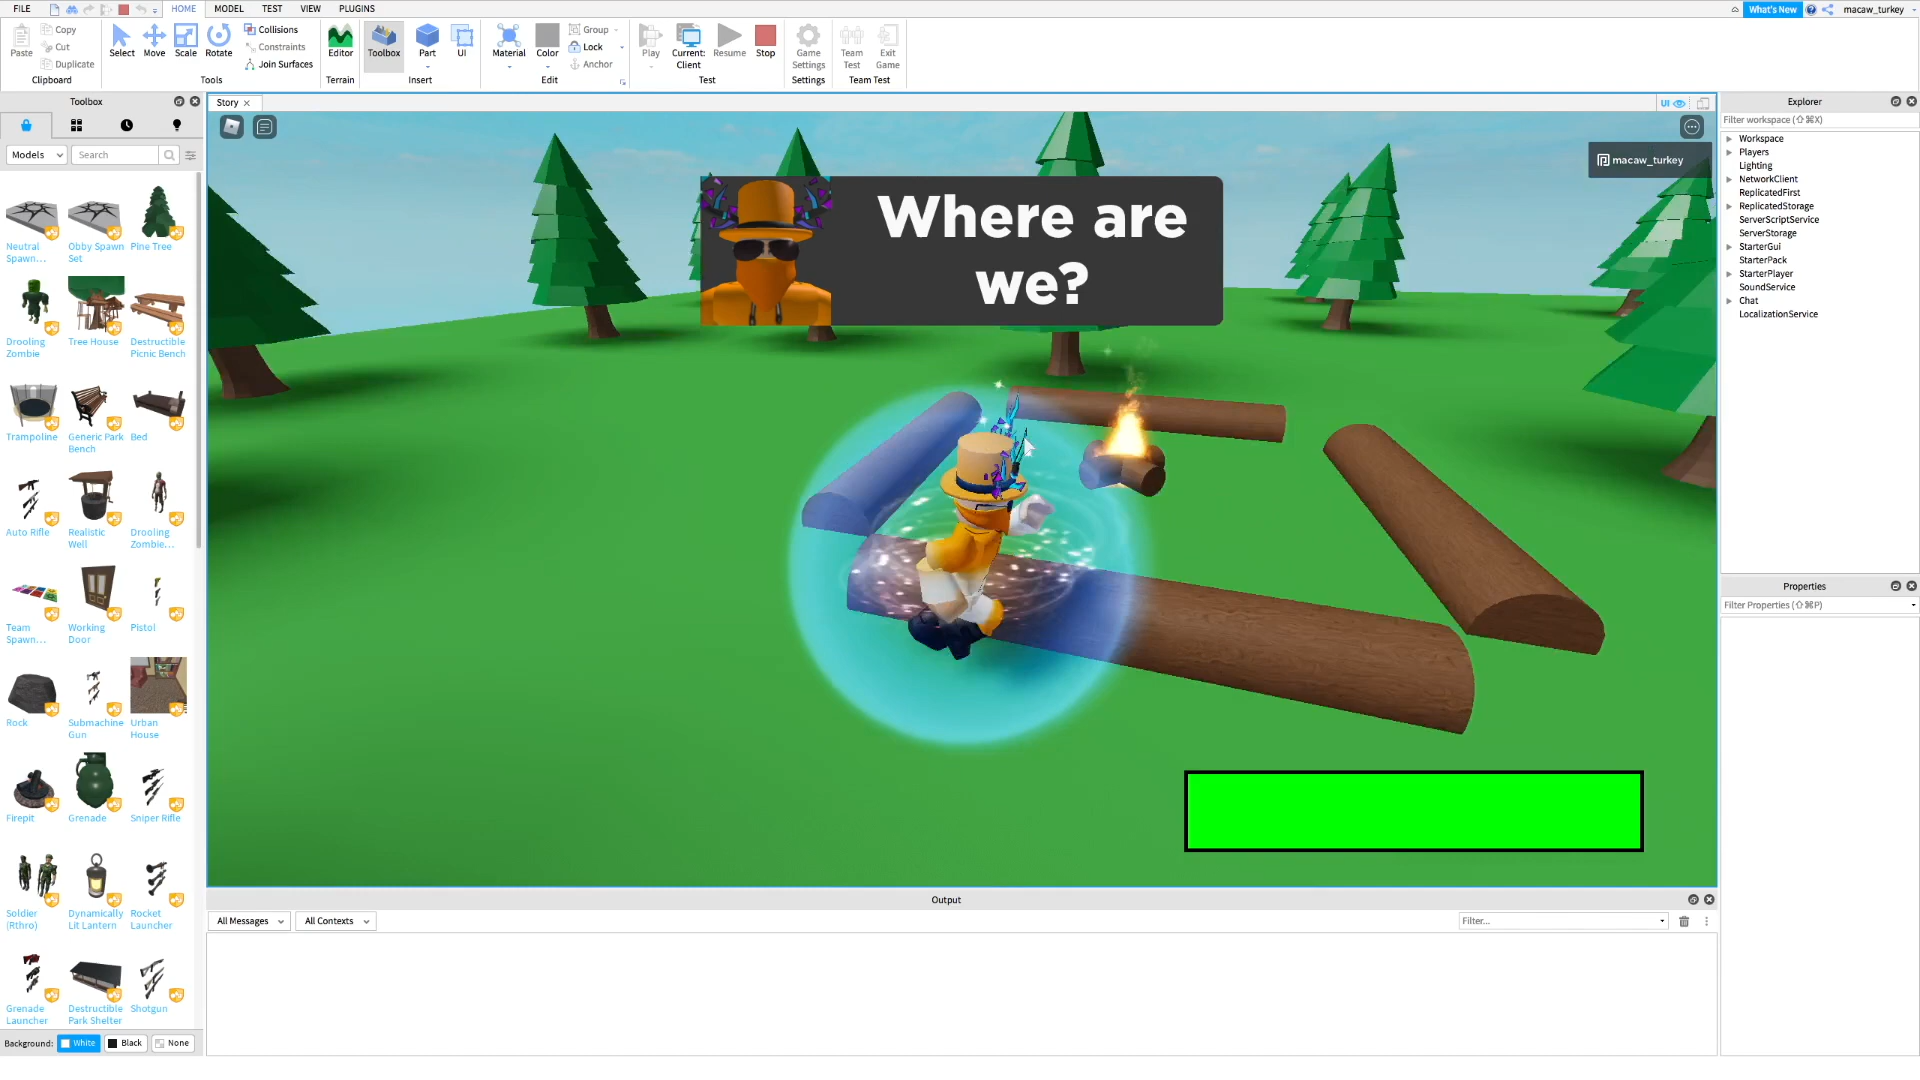 FILE
HOME
MODEL
TEST
VIEW
PLUGINS
What's New
macaw_turkey
Paste
Copy
Cut
Duplicate
Clipboard
Select
Move
Scale
Rotate
Collisions
Constraints
Join Surfaces
Tools
Editor
Terrain
Toolbox
Part
UI
Insert
Material
Color
Group
Lock
Anchor
Edit
Play
Current:
Client
Resume
Stop
Test
Game
Settings
Settings
Team
Test
Exit
Game
Team Test
Toolbox
Models
Search
Neutral
Spawn...
Obby Spawn
Set
Pine Tree
Drooling
Zombie
Tree House
Destructible
Picnic Bench
Trampoline
Generic Park
Bench
Bed
Auto Rifle
Realistic
Well
Drooling
Zombie...
Team
Spawn...
Working
Door
Pistol
Rock
Submachine
Gun
Urban
House
Firepit
Grenade
Sniper Rifle
Soldier
(Rthro)
Dynamically
Lit Lantern
Rocket
Launcher
Grenade
Launcher
Destructible
Park Shelter
Shotgun
Background:
White
Black
None
Story
UI
macaw_turkey
Where are
we?
Output
All Messages
All Contexts
Filter...
Explorer
Filter workspace (⇧⌘X)
Workspace
Players
Lighting
NetworkClient
ReplicatedFirst
ReplicatedStorage
ServerScriptService
ServerStorage
StarterGui
StarterPack
StarterPlayer
SoundService
Chat
LocalizationService
Properties
Filter Properties (⇧⌘P)